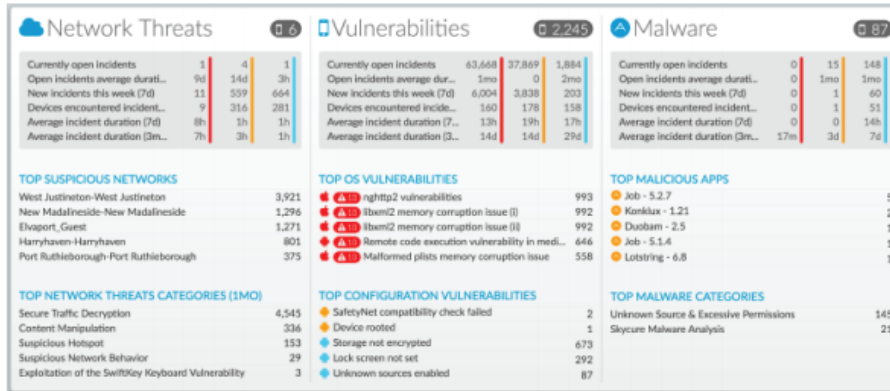 Network Threats 6
Currently open incidents 1 4 1
Open incidents average durati... 9d 14d 3h
New incidents this week (7d) 11 559 664
Devices encountered incident... 9 316 281
Average incident duration (7d) 8h 1h 1h
Average incident duration (3m... 7h 3h 1h
TOP SUSPICIOUS NETWORKS
West Justineton-West Justineton 3,921
New Madalineside-New Madalineside 1,296
Elvaport_Guest 1,271
Harryhaven-Harryhaven 801
Port Ruthieborough-Port Ruthieborough 375
TOP NETWORK THREATS CATEGORIES (1MO)
Secure Traffic Decryption 4,545
Content Manipulation 336
Suspicious Hotspot 153
Suspicious Network Behavior 29
Exploitation of the SwiftKey Keyboard Vulnerability 3
Vulnerabilities 2,245
Currently open incidents 63,668 37,869 1,884
Open incidents average dur... 1mo 0 2mo
New incidents this week (7d) 6,004 3,838 203
Devices encountered incide... 160 178 158
Average incident duration (7... 13h 19h 17h
Average incident duration (3... 14d 14d 29d
TOP OS VULNERABILITIES
nghttp2 vulnerabilities 993
libxml2 memory corruption issue (i) 992
libxml2 memory corruption issue (ii) 992
Remote code execution vulnerability in medi... 646
Malformed plists memory corruption issue 558
TOP CONFIGURATION VULNERABILITIES
SafetyNet compatibility check failed 2
Device rooted 1
Storage not encrypted 673
Lock screen not set 292
Unknown sources enabled 87
Malware 87
Currently open incidents 0 15 148
Open incidents average durati... 0 1mo 1mo
New incidents this week (7d) 0 1 60
Devices encountered incident... 0 1 51
Average incident duration (7d) 0 0 14h
Average incident duration (3m... 17m 3d 7d
TOP MALICIOUS APPS
Job - 5.2.7
Konklux - 1.21
Duobam - 2.5
Job - 5.1.4
Lotstring - 6.8
TOP MALWARE CATEGORIES
Unknown Source & Excessive Permissions 145
Skycure Malware Analysis 21